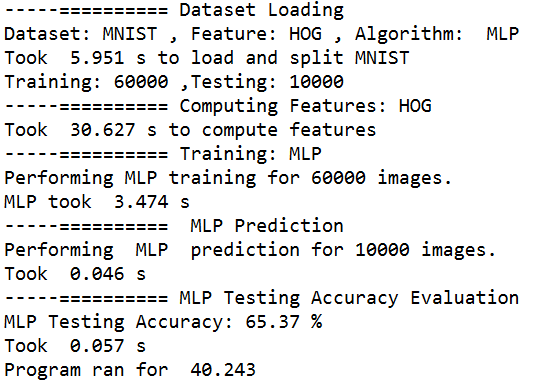 -----========== Dataset Loading
Dataset: MNIST , Feature: HOG , Algorithm:  MLP
Took  5.951 s to load and split MNIST
Training: 60000 ,Testing: 10000
-----========== Computing Features: HOG
Took  30.627 s to compute features
-----========== Training: MLP
Performing MLP training for 60000 images.
MLP took  3.474 s
-----==========  MLP Prediction
Performing  MLP  prediction for 10000 images.
Took  0.046 s
-----========== MLP Testing Accuracy Evaluation
MLP Testing Accuracy: 65.37 %
Took  0.057 s
Program ran for  40.243